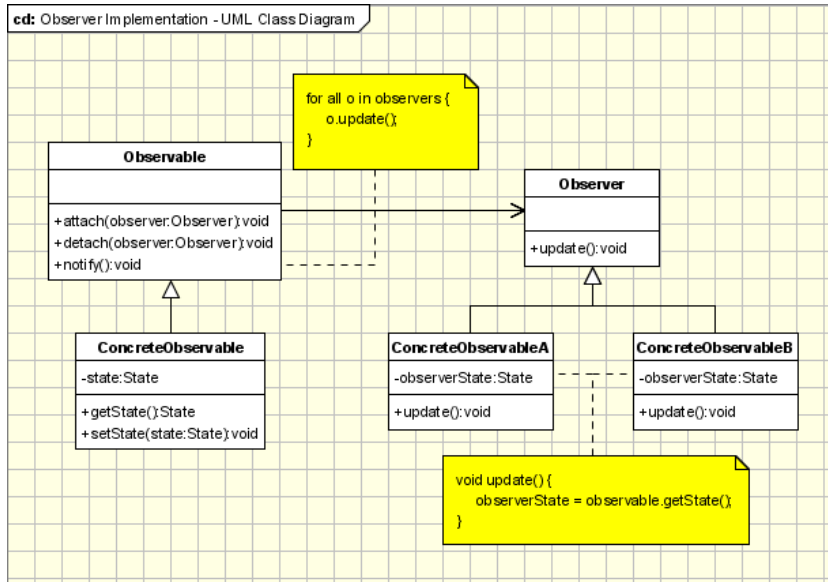 cd: Observer Implementation - UML Class Diagram
for all o in observers {
o.update();
}
Observable
+attach(observer:Observer):void
+detach(observer:Observer):void
+notify():void
Observer
+update():void
ConcreteObservable
-state:State
+getState():State
+setState(state:State):void
ConcreteObservableA
-observerState:State
+update():void
ConcreteObservableB
-observerState:State
+update():void
void update() {
observerState = observable.getState();
}